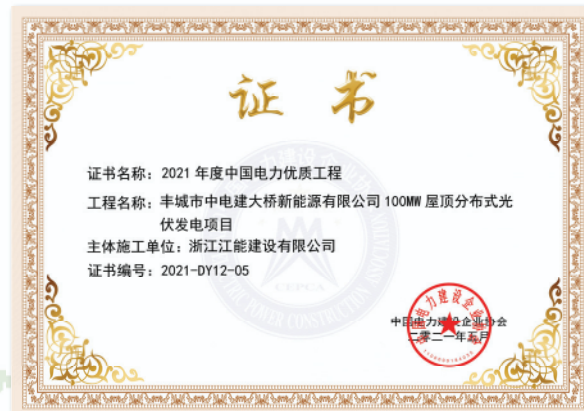 证书
证书名称：2021 年度中国电力优质工程
工程名称：丰城市中电建大桥新能源有限公司 100MW 屋顶分布式光
伏发电项目
主体施工单位：浙江江能建设有限公司
证书编号：2021-DY12-05
CEPCA
中国电力建设企业协会
二零二一年五月